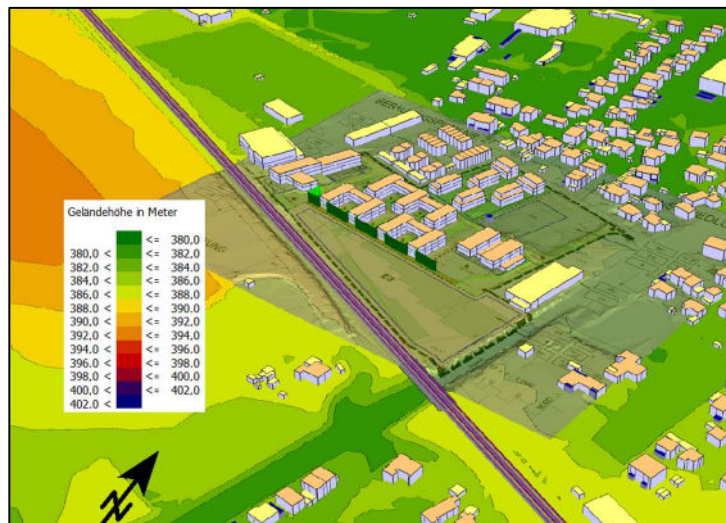 Geländehöhe in Meter
<= 380,0
380,0 < <= 382,0
382,0 < <= 384,0
384,0 < <= 386,0
386,0 < <= 388,0
388,0 < <= 390,0
390,0 < <= 392,0
392,0 < <= 394,0
394,0 < <= 396,0
396,0 < <= 398,0
398,0 < <= 400,0
400,0 < <= 402,0
402,0 <
N